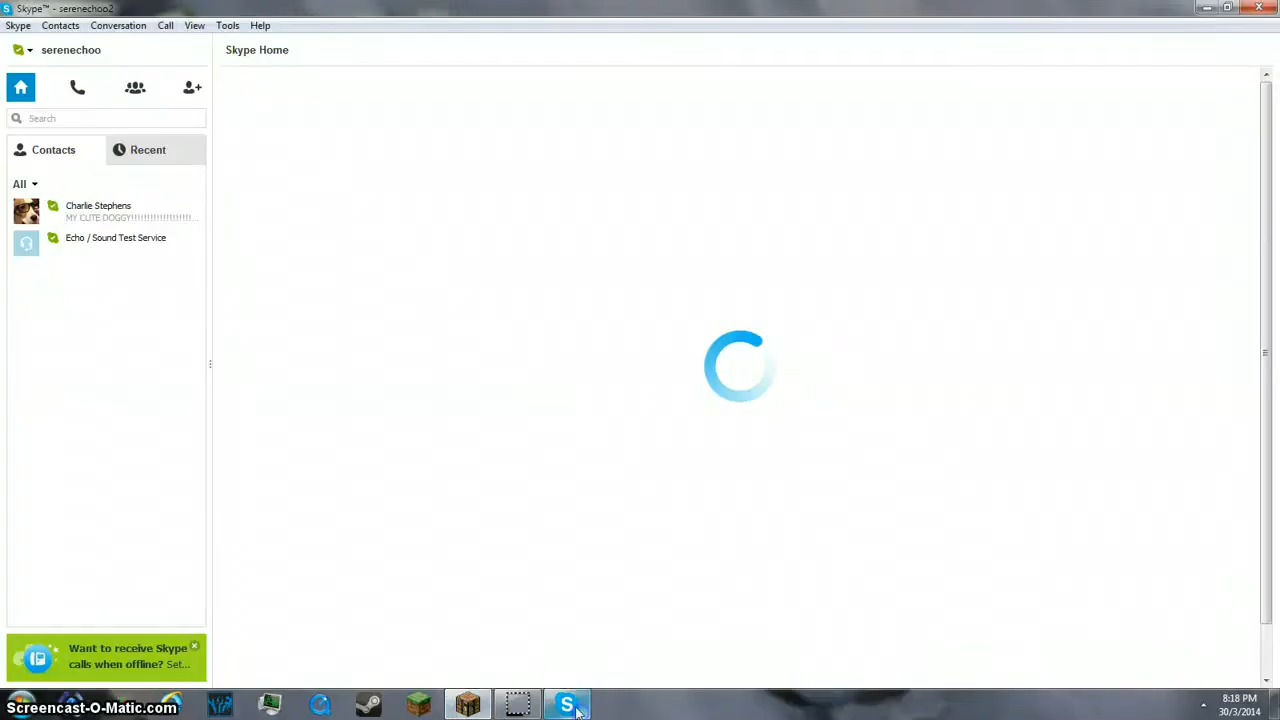 Skype™ - serenechoo2
Skype Contacts Conversation Call View Tools Help
serenechoo
Skype Home
Search
Contacts
Recent
All
Charlie Stephens
MY CUTE DOGGY!!!!!!!!!!!!!!!!!!!...
Echo / Sound Test Service
Want to receive Skype
calls when offline? Set...
Screencast-O-Matic.com
8:18 PM
30/3/2014